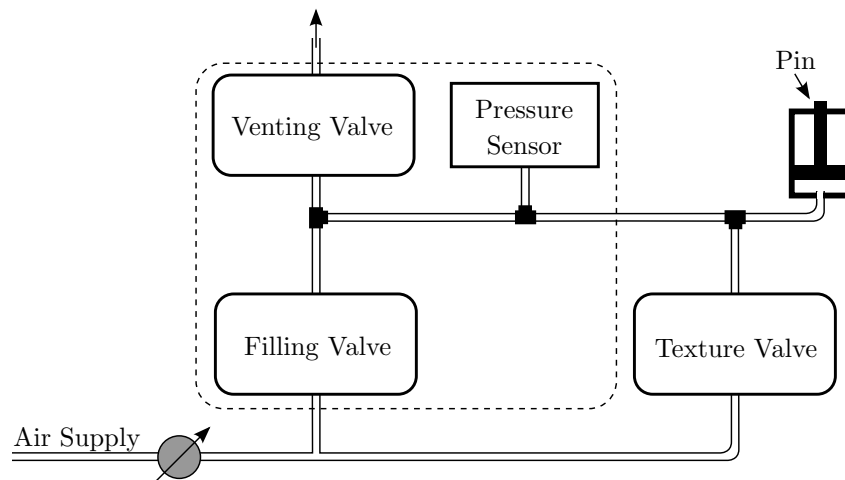 Pin
Venting Valve
Pressure
Sensor
Filling Valve
Texture Valve
Air Supply